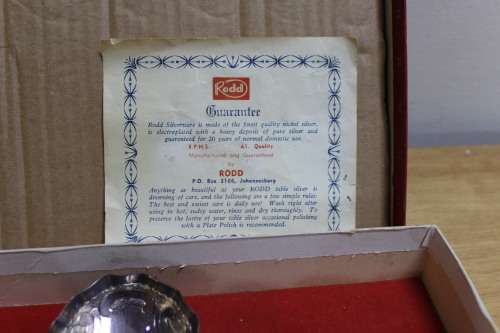 Rodd
Guarantee
Rodd Silverware is made of the finest quality nickel silver,
is electroplated with a heavy deposit of pure silver and
guaranteed for 20 years of normal domestic use.
E.P.N.S. A1. Quality
Manufactured and Guaranteed
by
RODD
P.O. Box 2106, Johannesburg
Anything as beautiful as your RODD table silver is
deserving of care, and the following are a few simple rules:
The best and easiest care is daily use! Wash right after
using in hot, sudsy water, rinse and dry thoroughly. To
preserve the lustre of your table silver occasional polishing
with a Plate Polish is recommended.